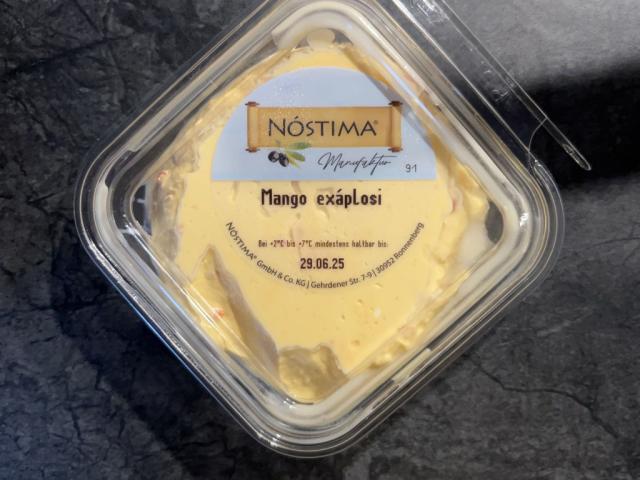 NÓSTIMA®
Manufaktur
91
Mango exáplosi
Bei +2°C bis +7°C mindestens haltbar bis:
29.06.25
NÓSTIMA® GmbH & Co. KG | Gehrdener Str. 7-9 | 30952 Ronnenberg